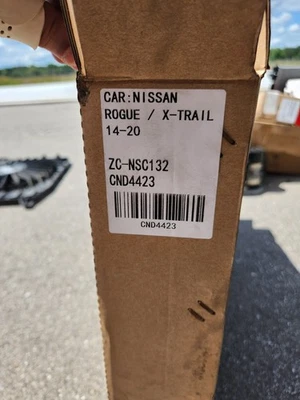 CAR:NISSAN
ROGUE / X-TRAIL
14-20
ZC-NSC132
CND4423
CND4423